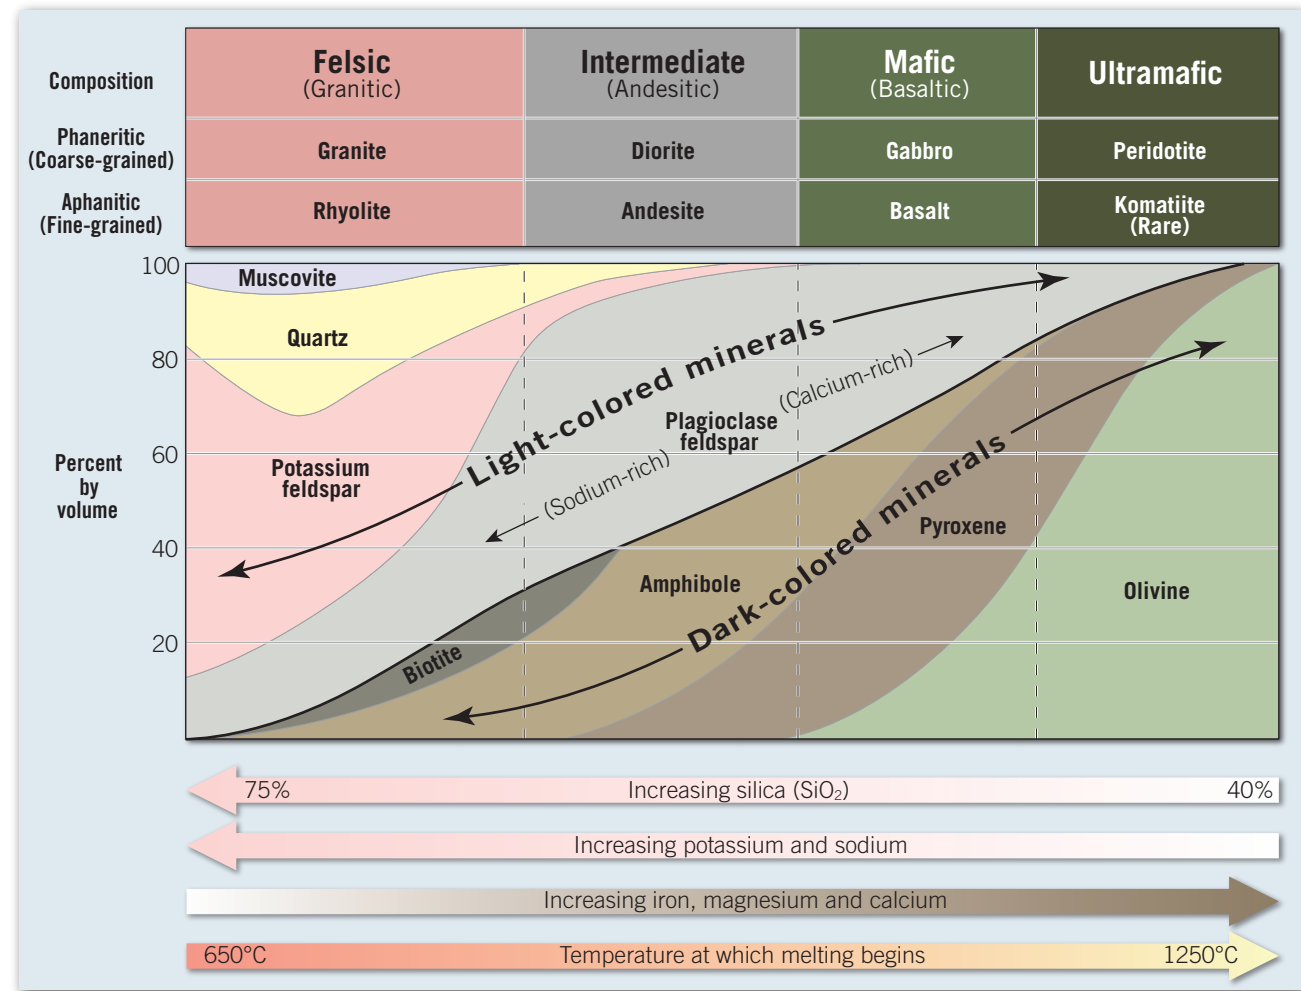 Composition
Felsic
(Granitic)
Intermediate
(Andesitic)
Mafic
(Basaltic)
Ultramafic
Phaneritic
(Coarse-grained)
Granite
Diorite
Gabbro
Peridotite
Aphanitic
(Fine-grained)
Rhyolite
Andesite
Basalt
Komatiite
(Rare)
100
80
60
40
20
Percent
by
volume
Muscovite
Quartz
Potassium
feldspar
Light-colored minerals
(Calcium-rich)
Plagioclase
feldspar
(Sodium-rich)
Pyroxene
Amphibole
Dark-colored minerals
Olivine
Biotite
75%
Increasing silica (SiO₂)
40%
Increasing potassium and sodium
Increasing iron, magnesium and calcium
650°C
Temperature at which melting begins
1250°C